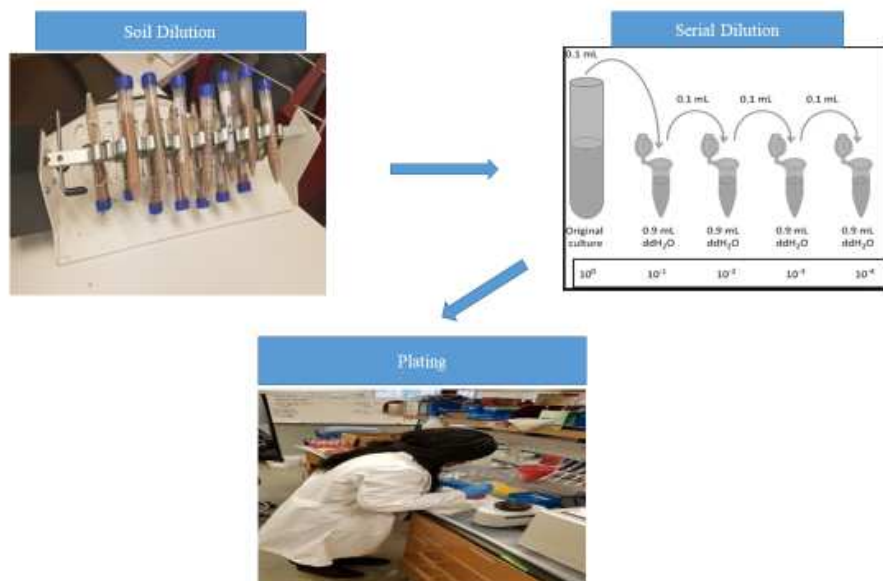 Soil Dilution
Serial Dilution
0.1 mL
0.1 mL
0.1 mL
0.1 mL
Original
culture
0.9 mL
ddH₂O
0.9 mL
ddH₂O
0.9 mL
ddH₂O
0.9 mL
ddH₂O
10⁰
10⁻¹
10⁻²
10⁻³
10⁻⁴
Plating